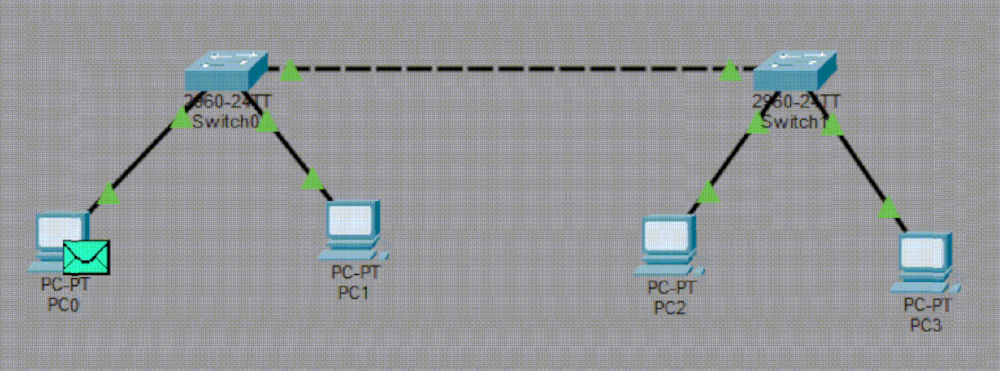 2960-24TT
Switch0
2960-24TT
Switch1
PC-PT
PC0
PC-PT
PC1
PC-PT
PC2
PC-PT
PC3